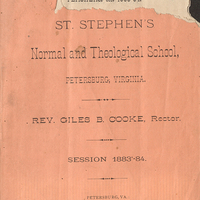 ST. STEPHEN'S
Normal and Theological School,
PETERSBURG, VIRGINIA.
REV. GILES B. COOKE, Rector.
SESSION 1883-'84.
PETERSBURG, VA.